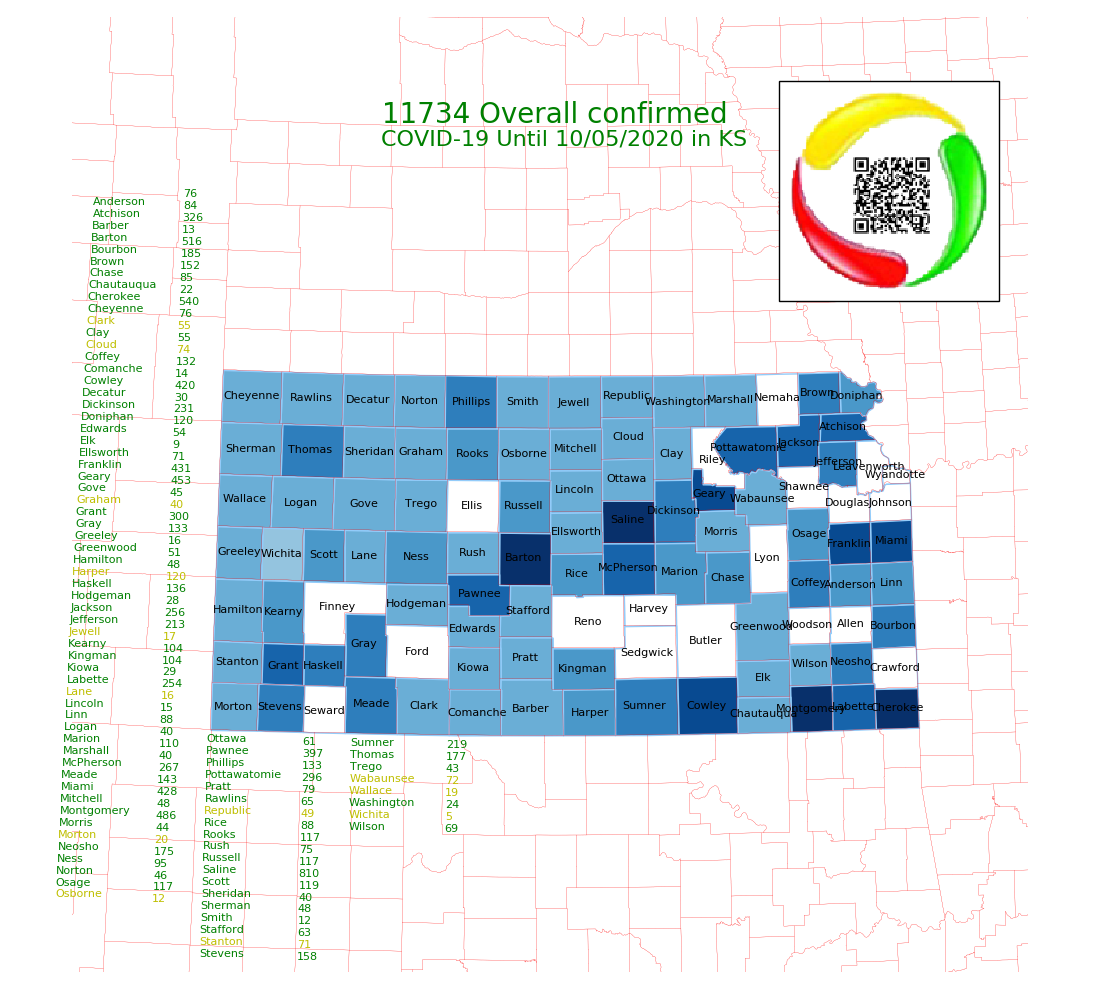 11734 Overall confirmed
COVID-19 Until 10/05/2020 in KS
76
Anderson 84
Atchison 326
Barber 13
Barton 516
Bourbon 185
Brown 152
Chase 85
Chautauqua 22
Cherokee 540
Cheyenne 76
Clark 55
Clay 55
Cloud 74
Coffey 132
Comanche 14
Cowley 420
Decatur 30
Dickinson 231
Doniphan 120
Edwards 54
Elk 9
Ellsworth 71
Franklin 431
Geary 453
Gove 45
Graham 40
Grant 300
Gray 133
Greeley 16
Greenwood 51
Hamilton 48
Harper 120
Haskell 136
Hodgeman 28
Jackson 256
Jefferson 213
Jewell 17
Kearny 104
Kingman 104
Kiowa 29
Labette 254
Lane 16
Lincoln 15
Linn 88
Logan 40
Marion 110
Marshall 40
McPherson 267
Meade 143
Miami 428
Mitchell 48
Montgomery 486
Morris 44
Morton 20
Neosho 175
Ness 95
Norton 46
Osage 117
Osborne 12
Ottawa 61
Pawnee 397
Phillips 133
Pottawatomie 296
Pratt 79
Rawlins 65
Republic 49
Rice 88
Rooks 117
Rush 75
Russell 117
Saline 810
Scott 119
Sheridan 40
Sherman 48
Smith 12
Stafford 63
Stanton 71
Stevens 158
Sumner 219
Thomas 177
Trego 43
Wabaunsee 72
Wallace 19
Washington 24
Wichita 5
Wilson 69
Cheyenne Rawlins Decatur Norton Phillips Smith Jewell Republic Washington Marshall Nemaha Brown Doniphan
Sherman Thomas Sheridan Graham Rooks Osborne Mitchell Cloud Clay Riley Pottawatomie Jackson Atchison
Jefferson Leavenworth Wyandotte
Wallace Logan Gove Trego Ellis Russell Lincoln Ottawa Dickinson Geary Wabaunsee Shawnee Douglas Johnson
Greeley Wichita Scott Lane Ness Rush Barton Ellsworth Saline Morris Osage Franklin Miami
Rice McPherson Marion Chase Lyon Coffey Anderson Linn
Hamilton Kearny Finney Hodgeman Pawnee Stafford Reno Harvey Greenwood Woodson Allen Bourbon
Stanton Grant Haskell Gray Ford Edwards Kiowa Pratt Kingman Sedgwick Butler Elk Wilson Neosho Crawford
Morton Stevens Seward Meade Clark Comanche Barber Harper Sumner Cowley Chautauqua Montgomery Labette Cherokee